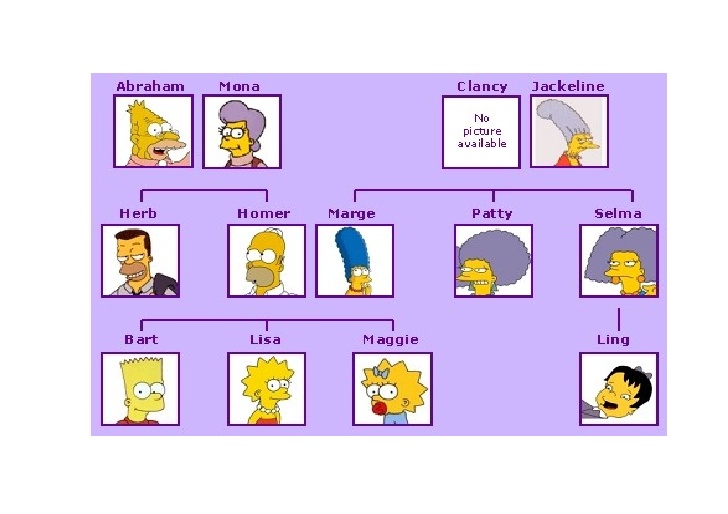 Abraham Mona Clancy Jackeline
No
picture
available
Herb Homer Marge Patty Selma
Bart Lisa Maggie Ling